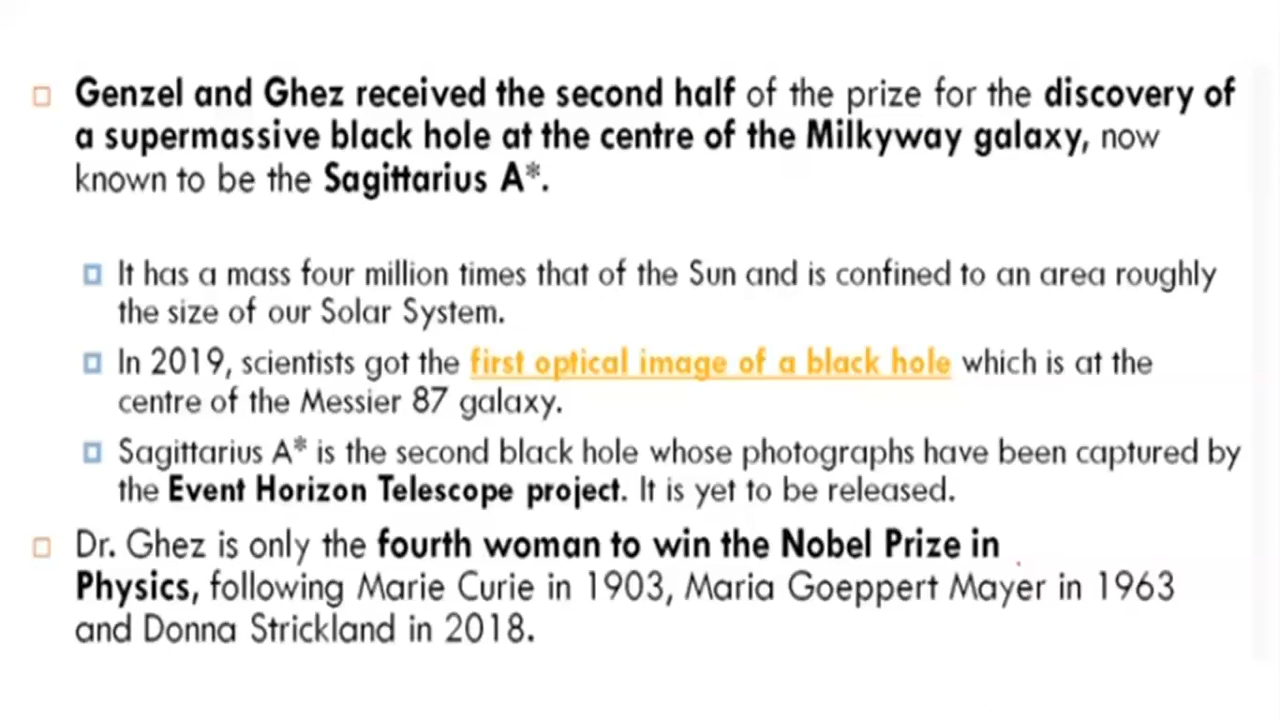 Genzel and Ghez received the second half of the prize for the discovery of
a supermassive black hole at the centre of the Milkyway galaxy, now
known to be the Sagittarius A*.
It has a mass four million times that of the Sun and is confined to an area roughly
the size of our Solar System.
In 2019, scientists got the first optical image of a black hole which is at the
centre of the Messier 87 galaxy.
Sagittarius A* is the second black hole whose photographs have been captured by
the Event Horizon Telescope project. It is yet to be released.
Dr. Ghez is only the fourth woman to win the Nobel Prize in
Physics, following Marie Curie in 1903, Maria Goeppert Mayer in 1963
and Donna Strickland in 2018.